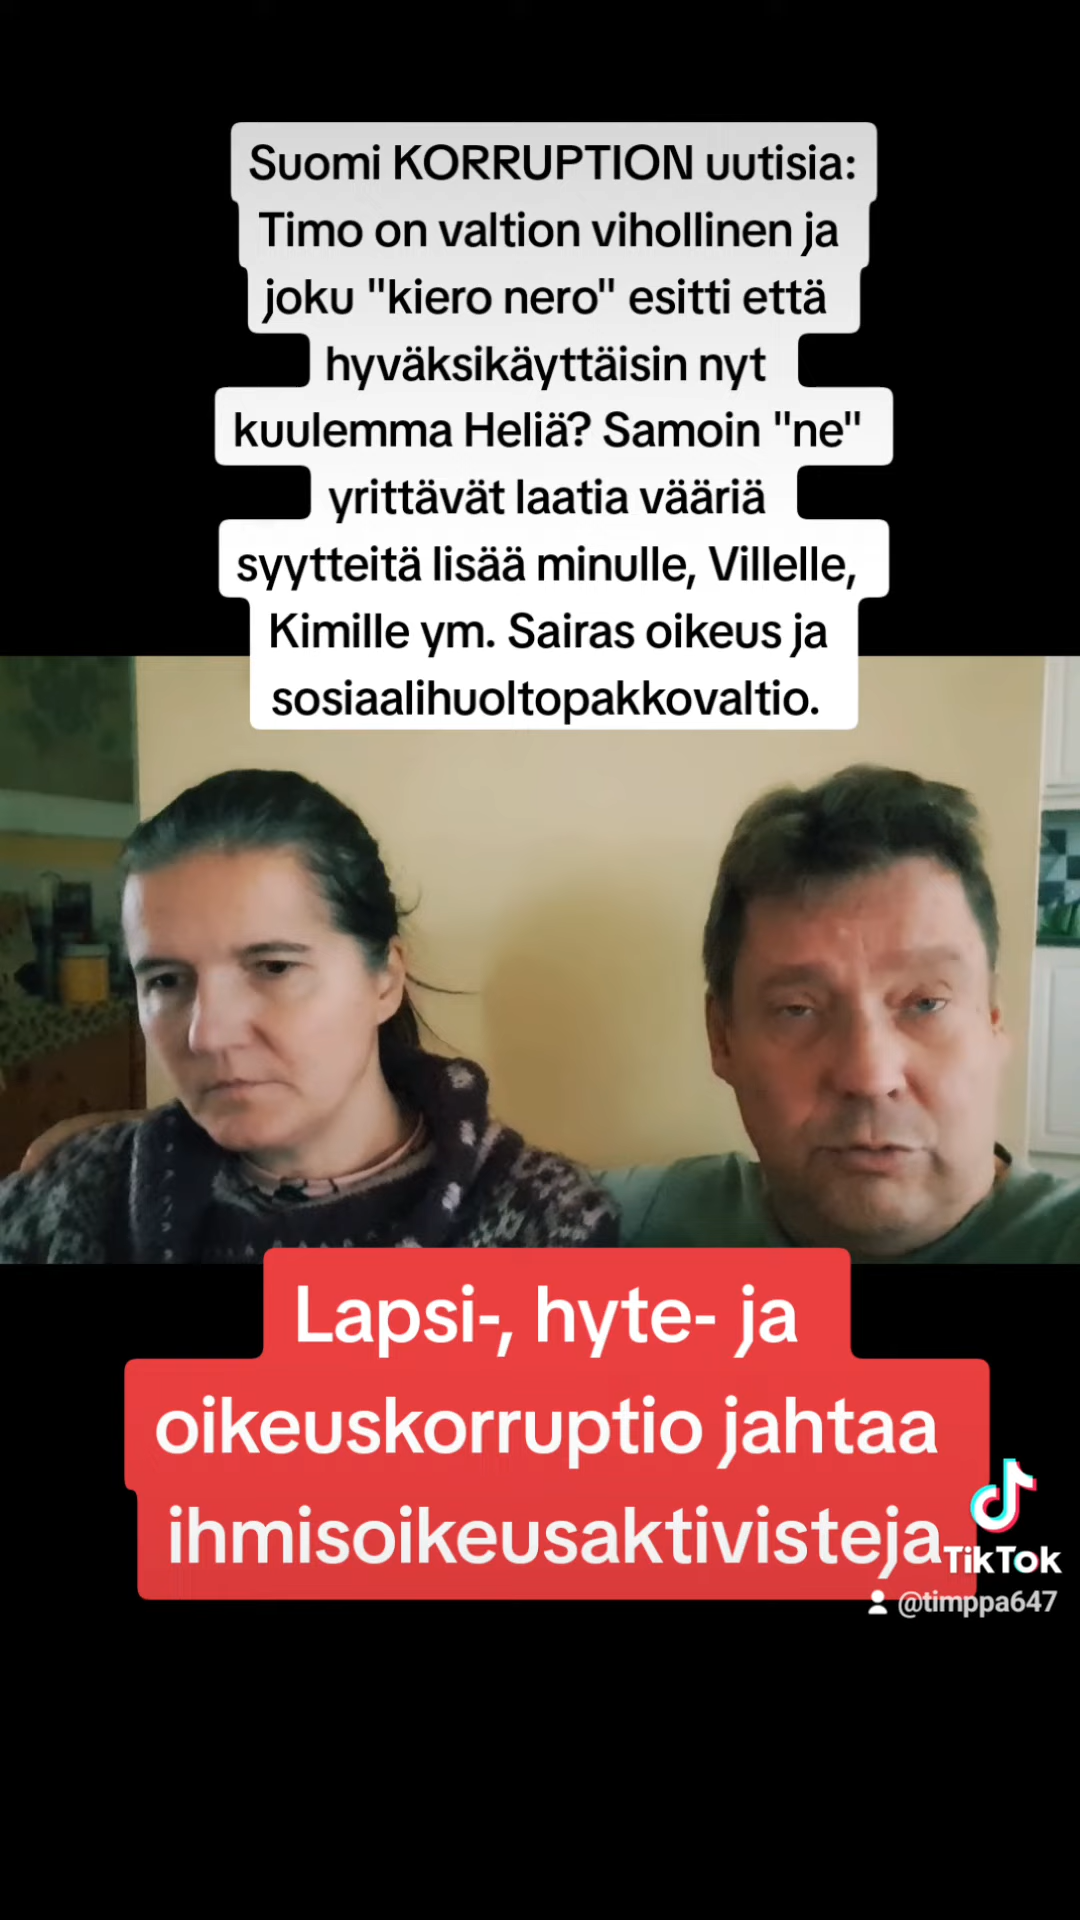 Suomi KORRUPTION uutisia:
Timo on valtion vihollinen ja
joku "kiero nero" esitti että
hyväksikäyttäisin nyt
kuulemma Heliä? Samoin "ne"
yrittävät laatia vääriä
syytteitä lisää minulle, Villelle,
Kimille ym. Sairas oikeus ja
sosiaalihuoltopakkovaltio.
Lapsi-, hyte- ja
oikeuskorruptio jahtaa
ihmisoikeusaktivisteja
TikTok
@timppa647